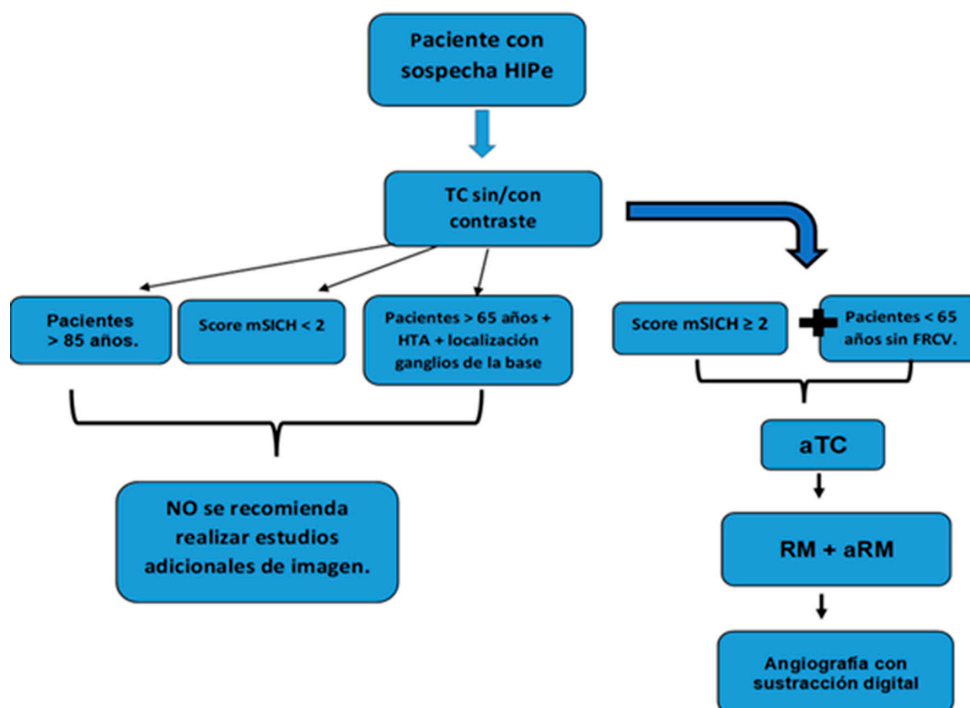 Paciente con
sospecha HIPe
TC sin/con
contraste
Pacientes
> 85 años.
Score mSICH < 2
Pacientes > 65 años +
HTA + localización
ganglios de la base
Score mSICH ≥ 2
Pacientes < 65
años sin FRCV.
NO se recomienda
realizar estudios
adicionales de imagen.
aTC
RM + aRM
Angiografía con
sustracción digital